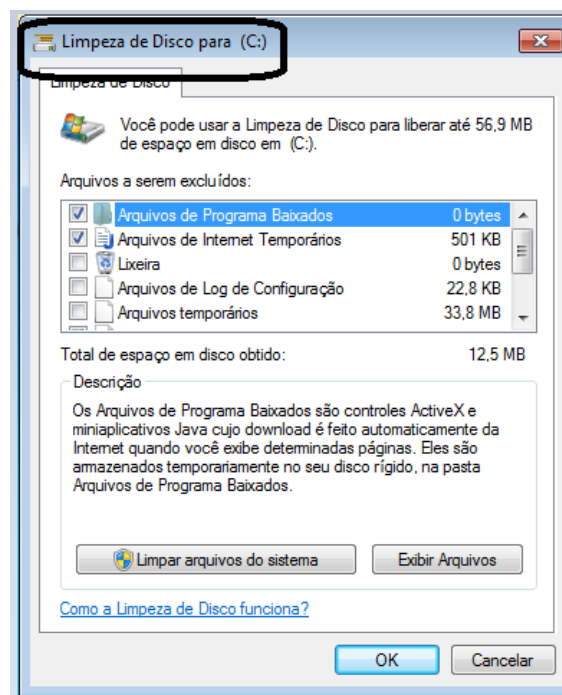 Limpeza de Disco para (C:)
Limpeza de Disco
Você pode usar a Limpeza de Disco para liberar até 56,9 MB
de espaço em disco em (C:).
Arquivos a serem excluídos:
Arquivos de Programa Baixados 0 bytes
Arquivos de Internet Temporários 501 KB
Lixeira 0 bytes
Arquivos de Log de Configuração 22,8 KB
Arquivos temporários 33,8 MB
Total de espaço em disco obtido: 12,5 MB
Descrição
Os Arquivos de Programa Baixados são controles ActiveX e
miniaplicativos Java cujo download é feito automaticamente da
Internet quando você exibe determinadas páginas. Eles são
armazenados temporariamente no seu disco rígido, na pasta
Arquivos de Programa Baixados.
Limpar arquivos do sistema Exibir Arquivos
Como a Limpeza de Disco funciona?
OK Cancelar